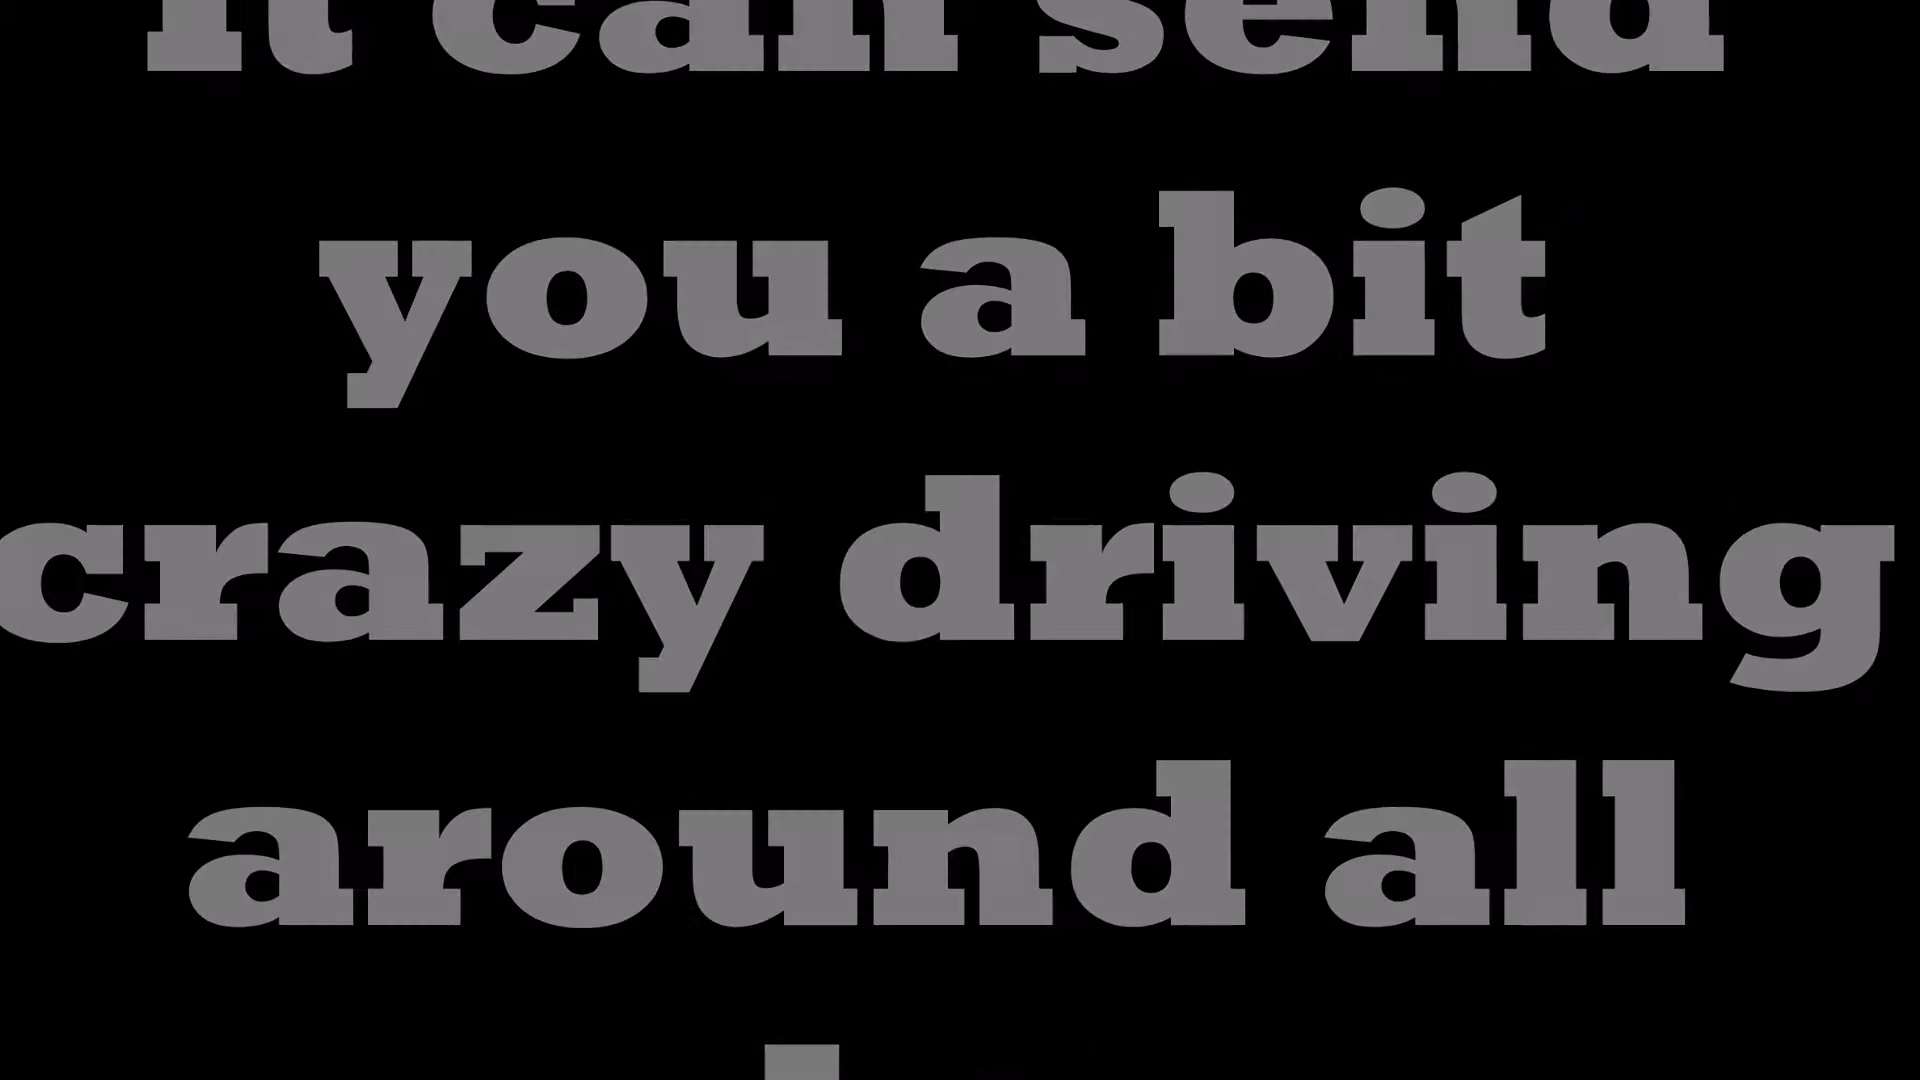 it can send
you a bit
crazy driving
around all